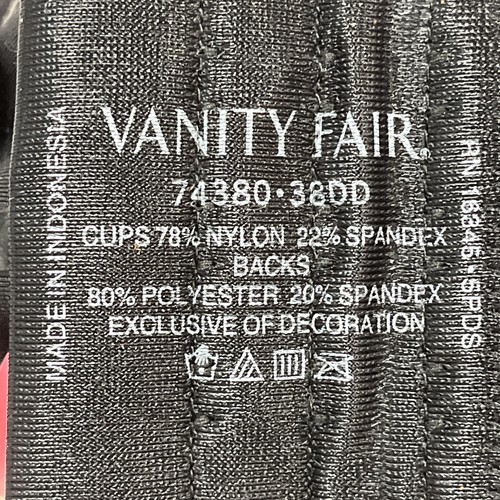 VANITY FAIR®
74380·38DD
CUPS 78% NYLON 22% SPANDEX
BACKS
80% POLYESTER 20% SPANDEX
EXCLUSIVE OF DECORATION
MADE IN INDONESIA
RN 16345·SPDS